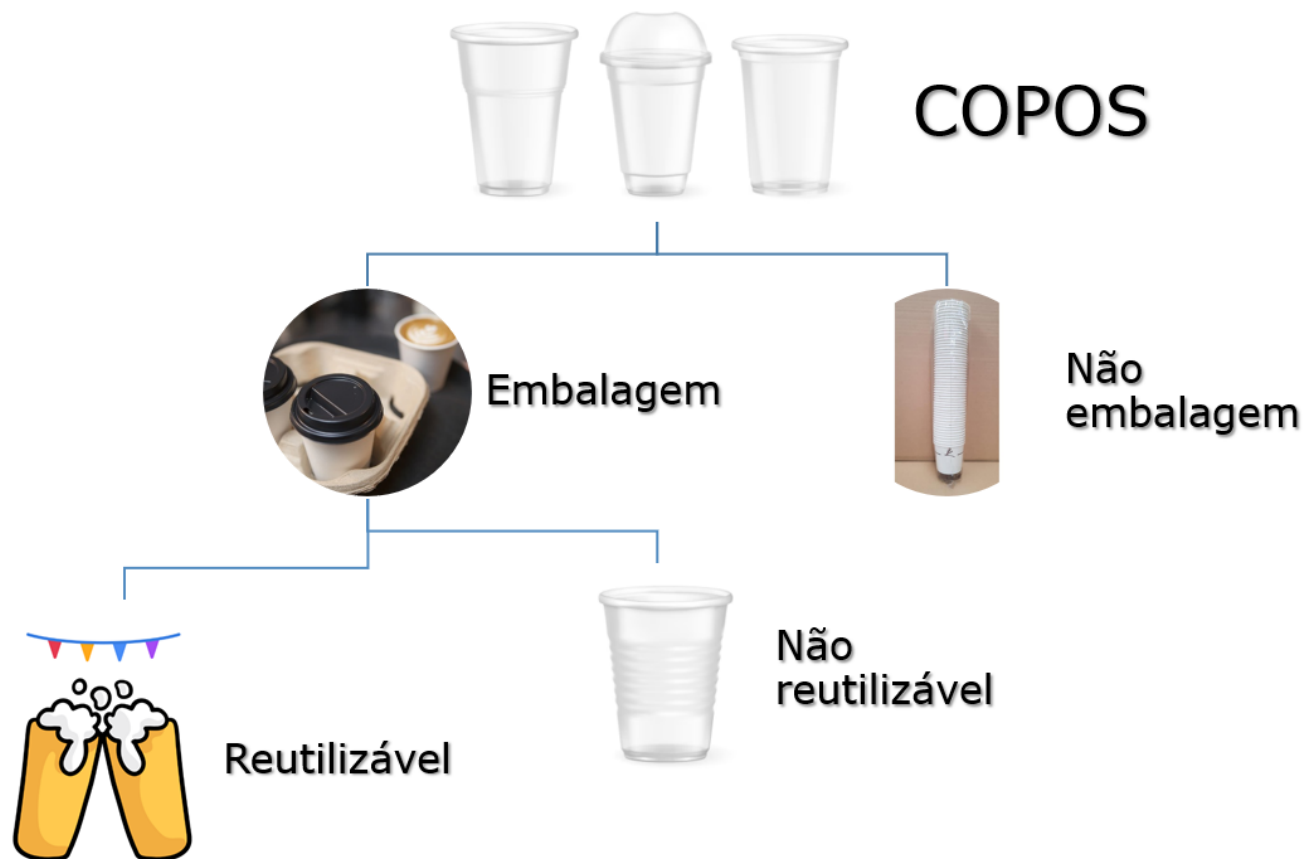 COPOS
Embalagem
Não
embalagem
Não
reutilizável
Reutilizável